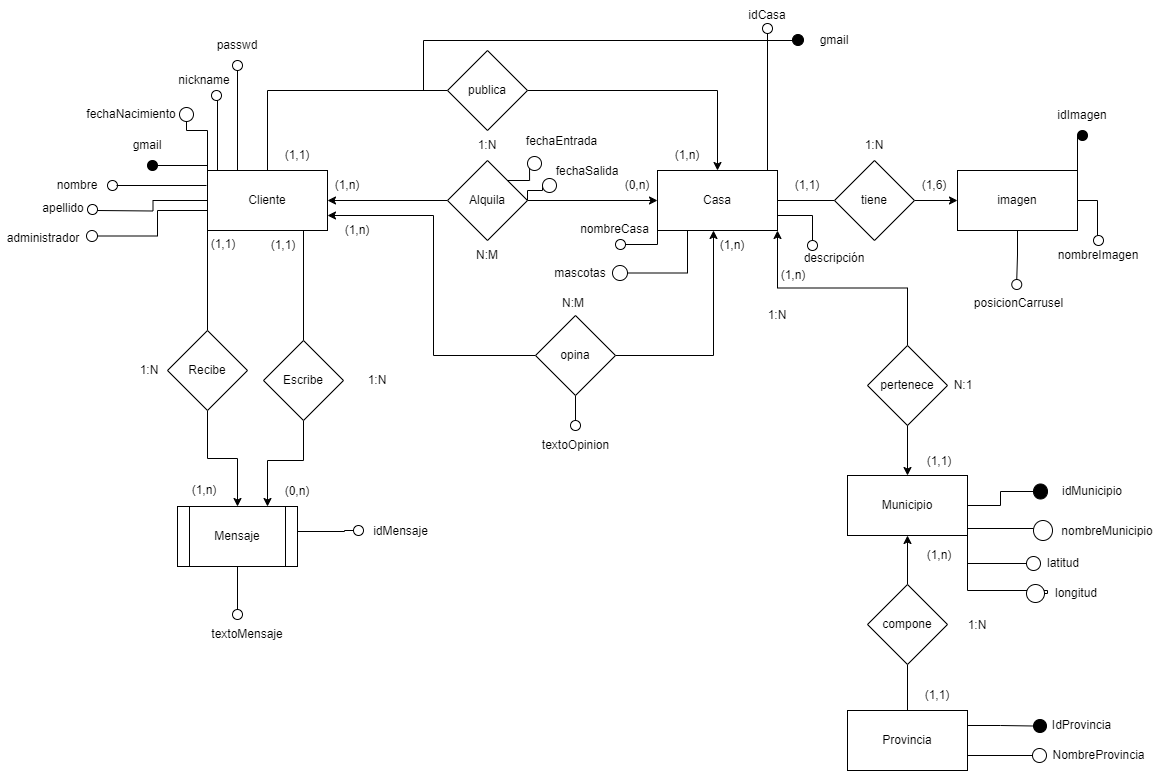 idCasa
gmail
passwd
nickname
publica
fechaNacimiento
idImagen
gmail
1:N
fechaEntrada
1:N
(1,1)
(1,n)
fechaSalida
nombre
(1,n)
(0,n)
(1,1)
(1,6)
Cliente
Alquila
Casa
tiene
imagen
apellido
administrador
(1,n)
nombreCasa
(1,1)
(1,1)
(1,n)
N:M
descripción
nombreImagen
mascotas
(1,n)
posicionCarrusel
N:M
1:N
opina
1:N
Recibe
Escribe
1:N
pertenece
N:1
textoOpinion
(1,1)
(1,n)
(0,n)
idMunicipio
Municipio
Mensaje
idMensaje
nombreMunicipio
(1,n)
latitud
longitud
textoMensaje
compone
1:N
(1,1)
IdProvincia
Provincia
NombreProvincia